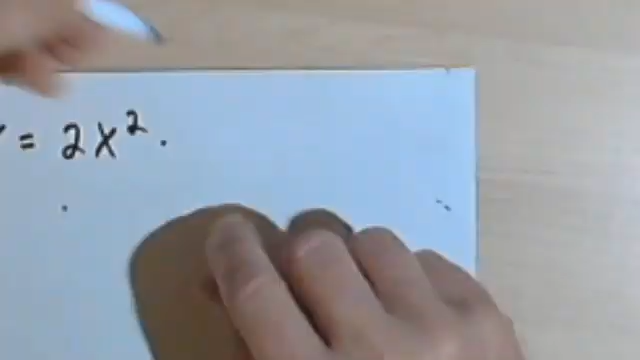 = 2x².